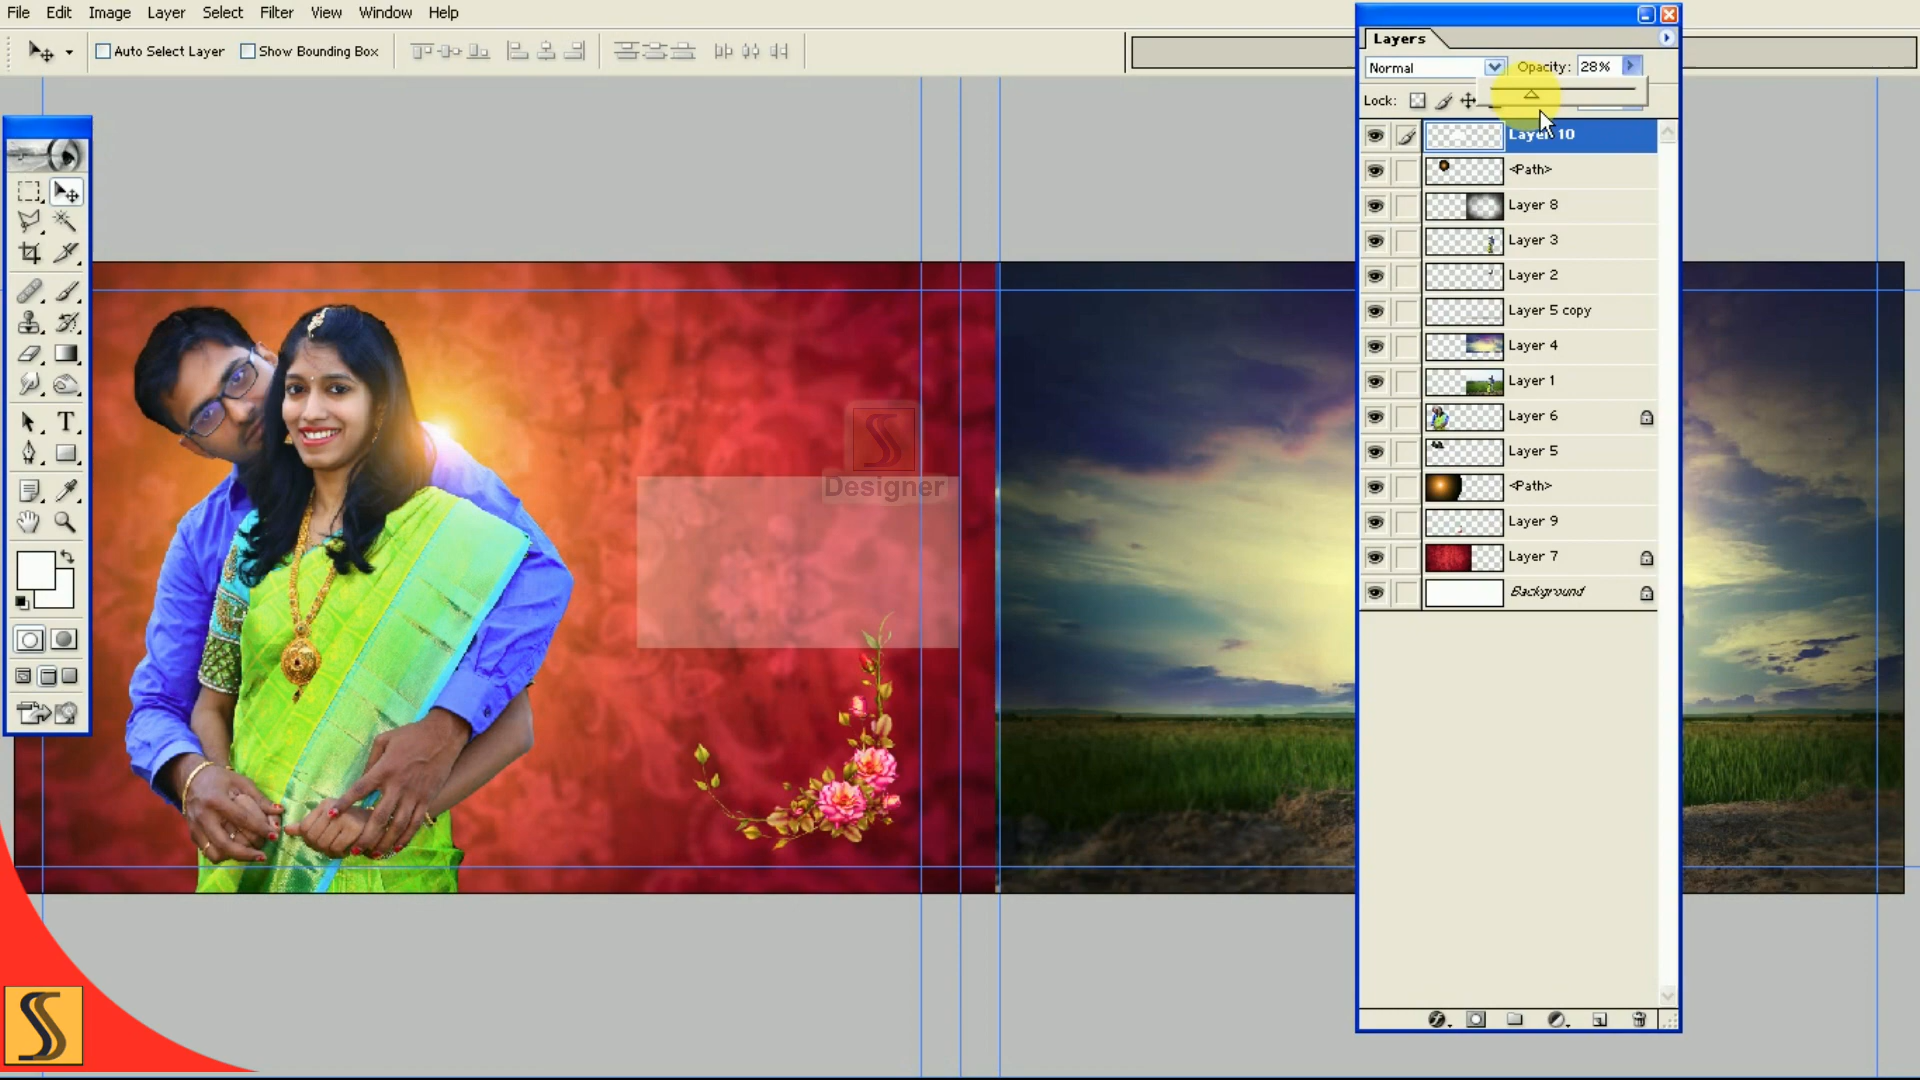 File Edit Image Layer Select Filter View Window Help
Auto Select Layer Show Bounding Box
Layers
Normal Opacity: 28%
Lock:
Layer 10
<Path>
Layer 8
Layer 3
Layer 2
Layer 5 copy
Layer 4
Layer 1
Layer 6
Layer 5
<Path>
Layer 9
Layer 7
Background
Designer